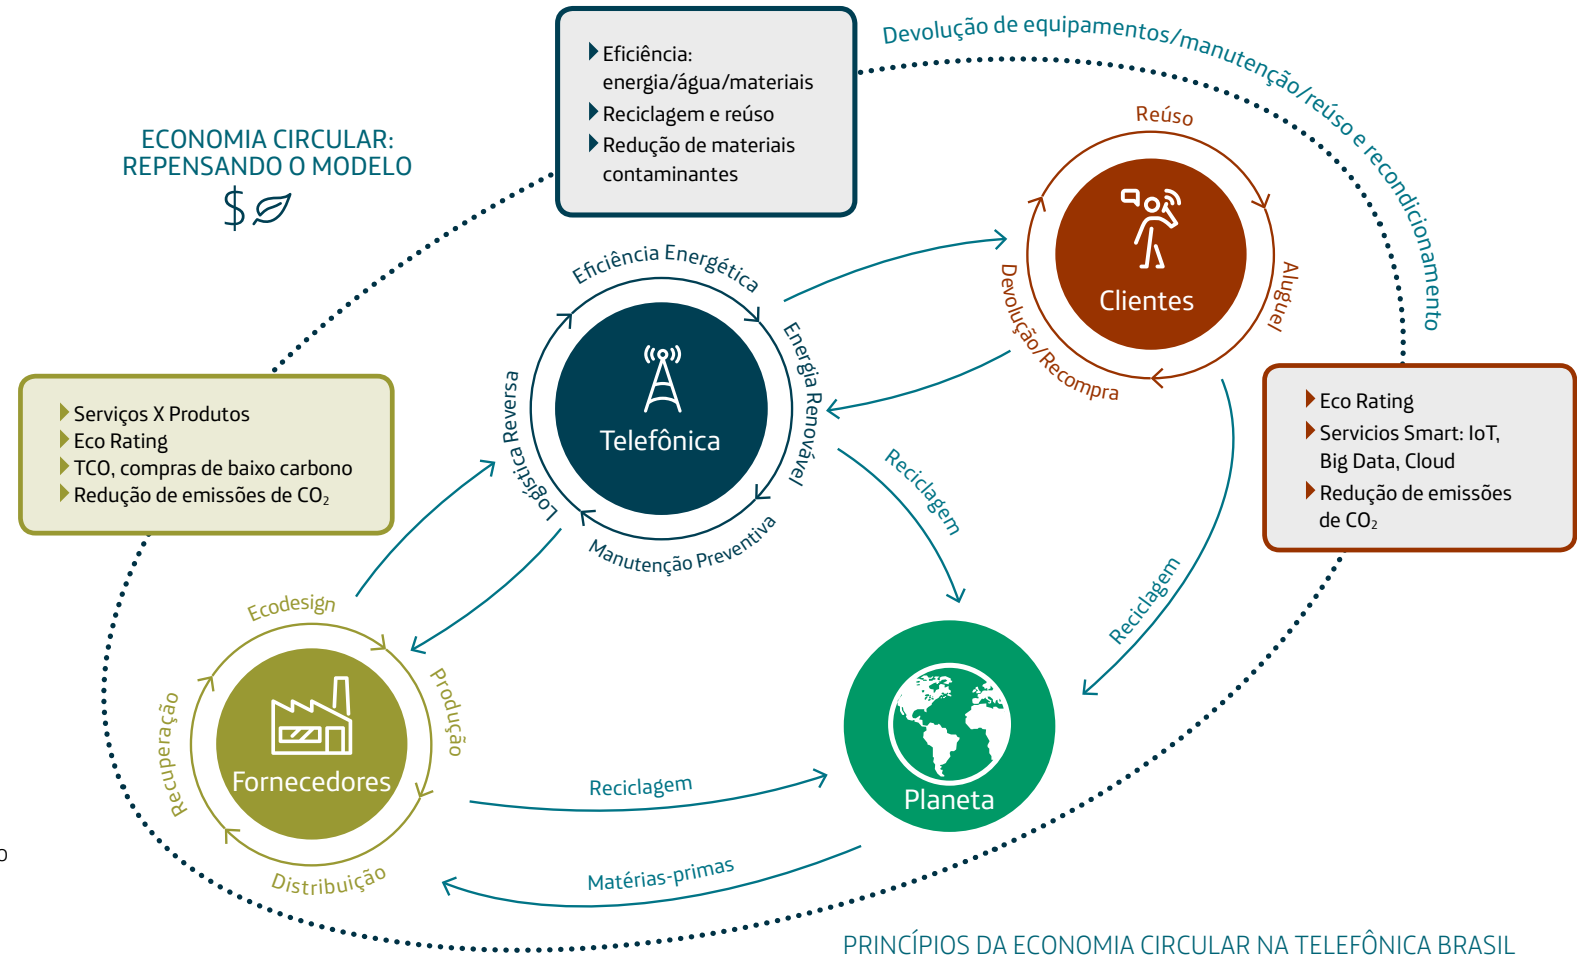 Devolução de equipamentos/manutenção/reúso e recondicionamento
Eficiência:
energia/água/materiais
Reciclagem e reúso
Redução de materiais
contaminantes
ECONOMIA CIRCULAR:
REPENSANDO O MODELO
$
Reúso
Aluguel
Devolução/Recompra
Clientes
Eficiência Energética
Energia Renovável
Manutenção Preventiva
Logística Reversa
Telefônica
Serviços X Produtos
Eco Rating
TCO, compras de baixo carbono
Redução de emissões de CO₂
Eco Rating
Servicios Smart: IoT,
Big Data, Cloud
Redução de emissões
de CO₂
Reciclagem
Reciclagem
Ecodesign
Produção
Distribuição
Recuperação
Fornecedores
Reciclagem
Planeta
Matérias-primas
o
PRINCÍPIOS DA ECONOMIA CIRCULAR NA TELEFÔNICA BRASIL